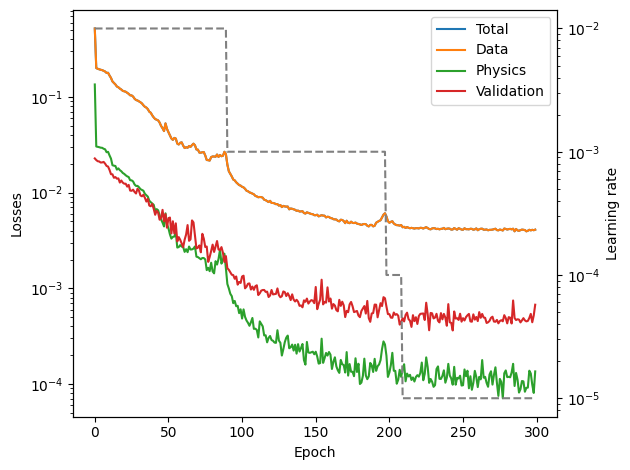 Total
Data
Physics
Validation
10⁻¹
10⁻²
10⁻³
10⁻⁴
Losses
10⁻²
10⁻³
10⁻⁴
10⁻⁵
Learning rate
0 50 100 150 200 250 300
Epoch